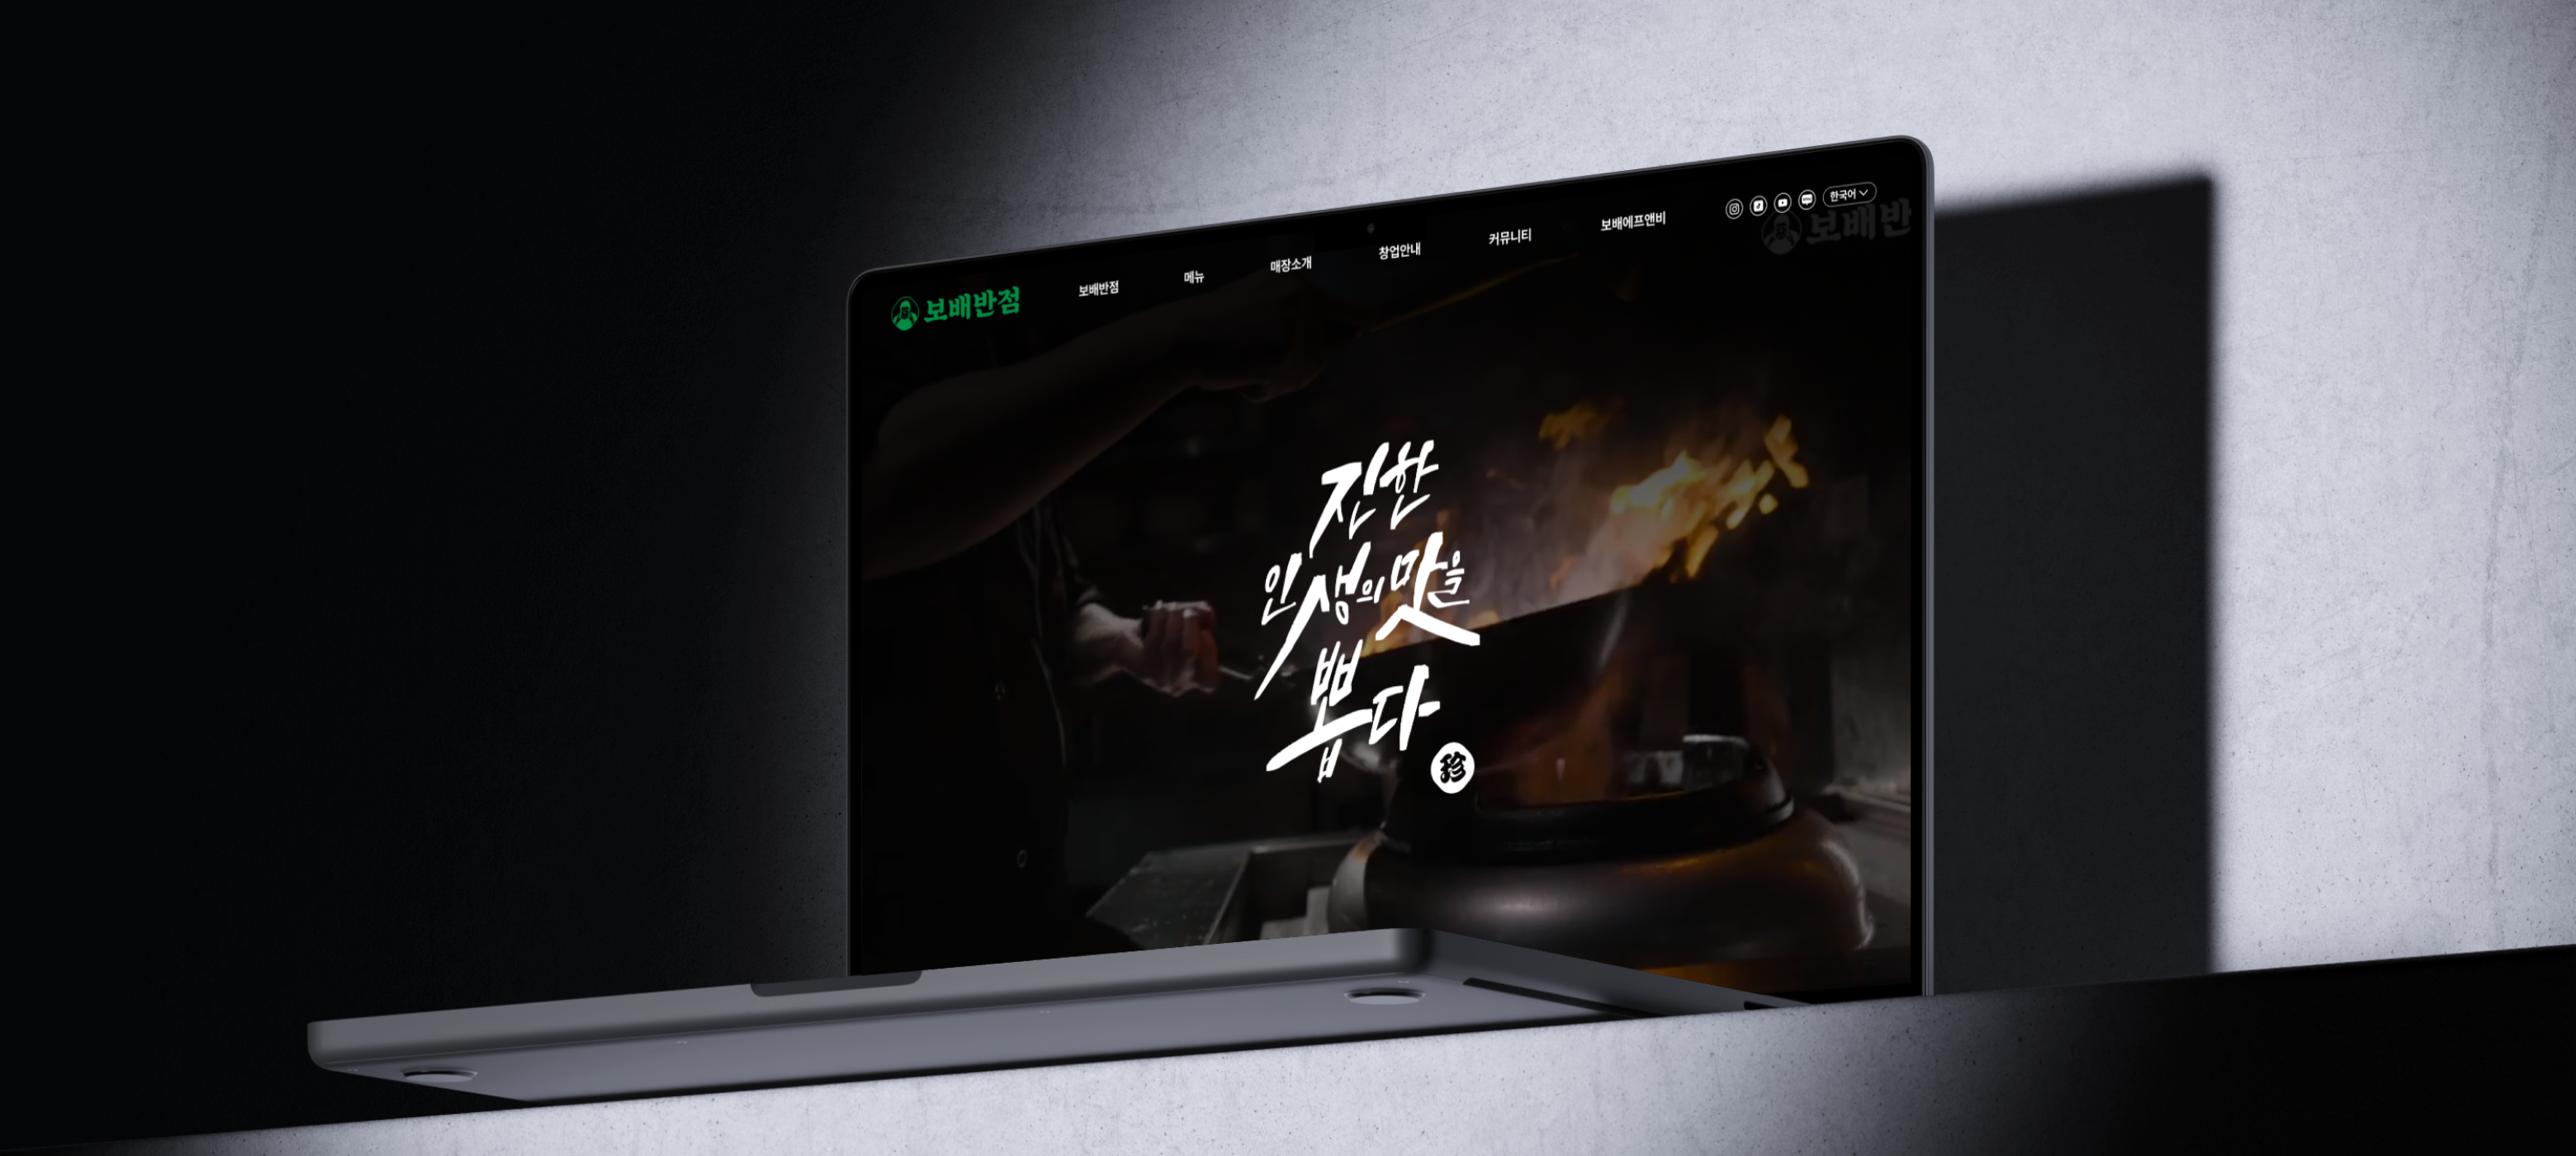 보배반점
보배반점
메뉴
매장소개
창업안내
커뮤니티
보배에프앤비
한국어
보배반
진한
인생의 맛을
뽑다
珍